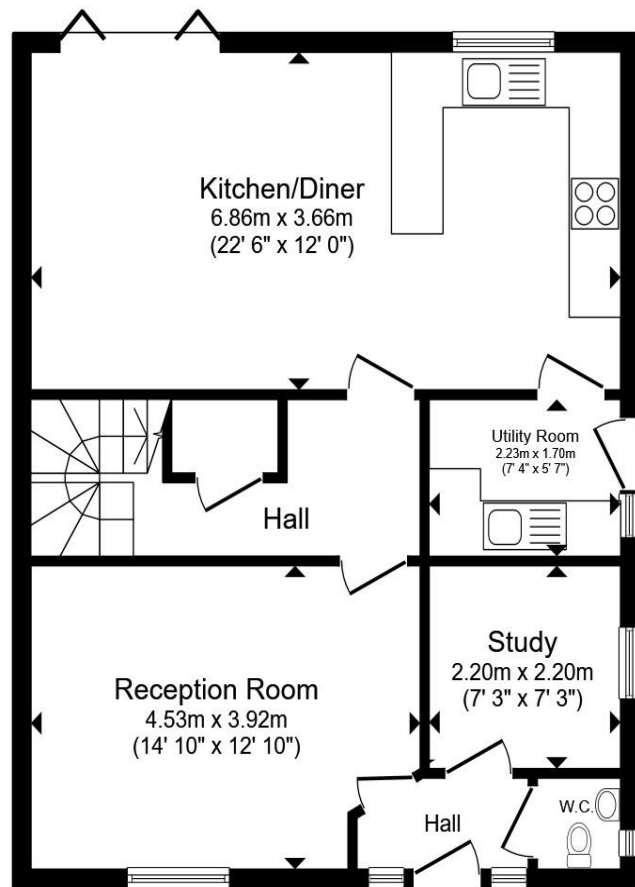 Kitchen/Diner
6.86m x 3.66m
(22' 6" x 12' 0")
Utility Room
2.23m x 1.70m
(7' 4" x 5' 7")
Hall
Study
2.20m x 2.20m
(7' 3" x 7' 3")
Reception Room
4.53m x 3.92m
(14' 10" x 12' 10")
Hall
W.C.